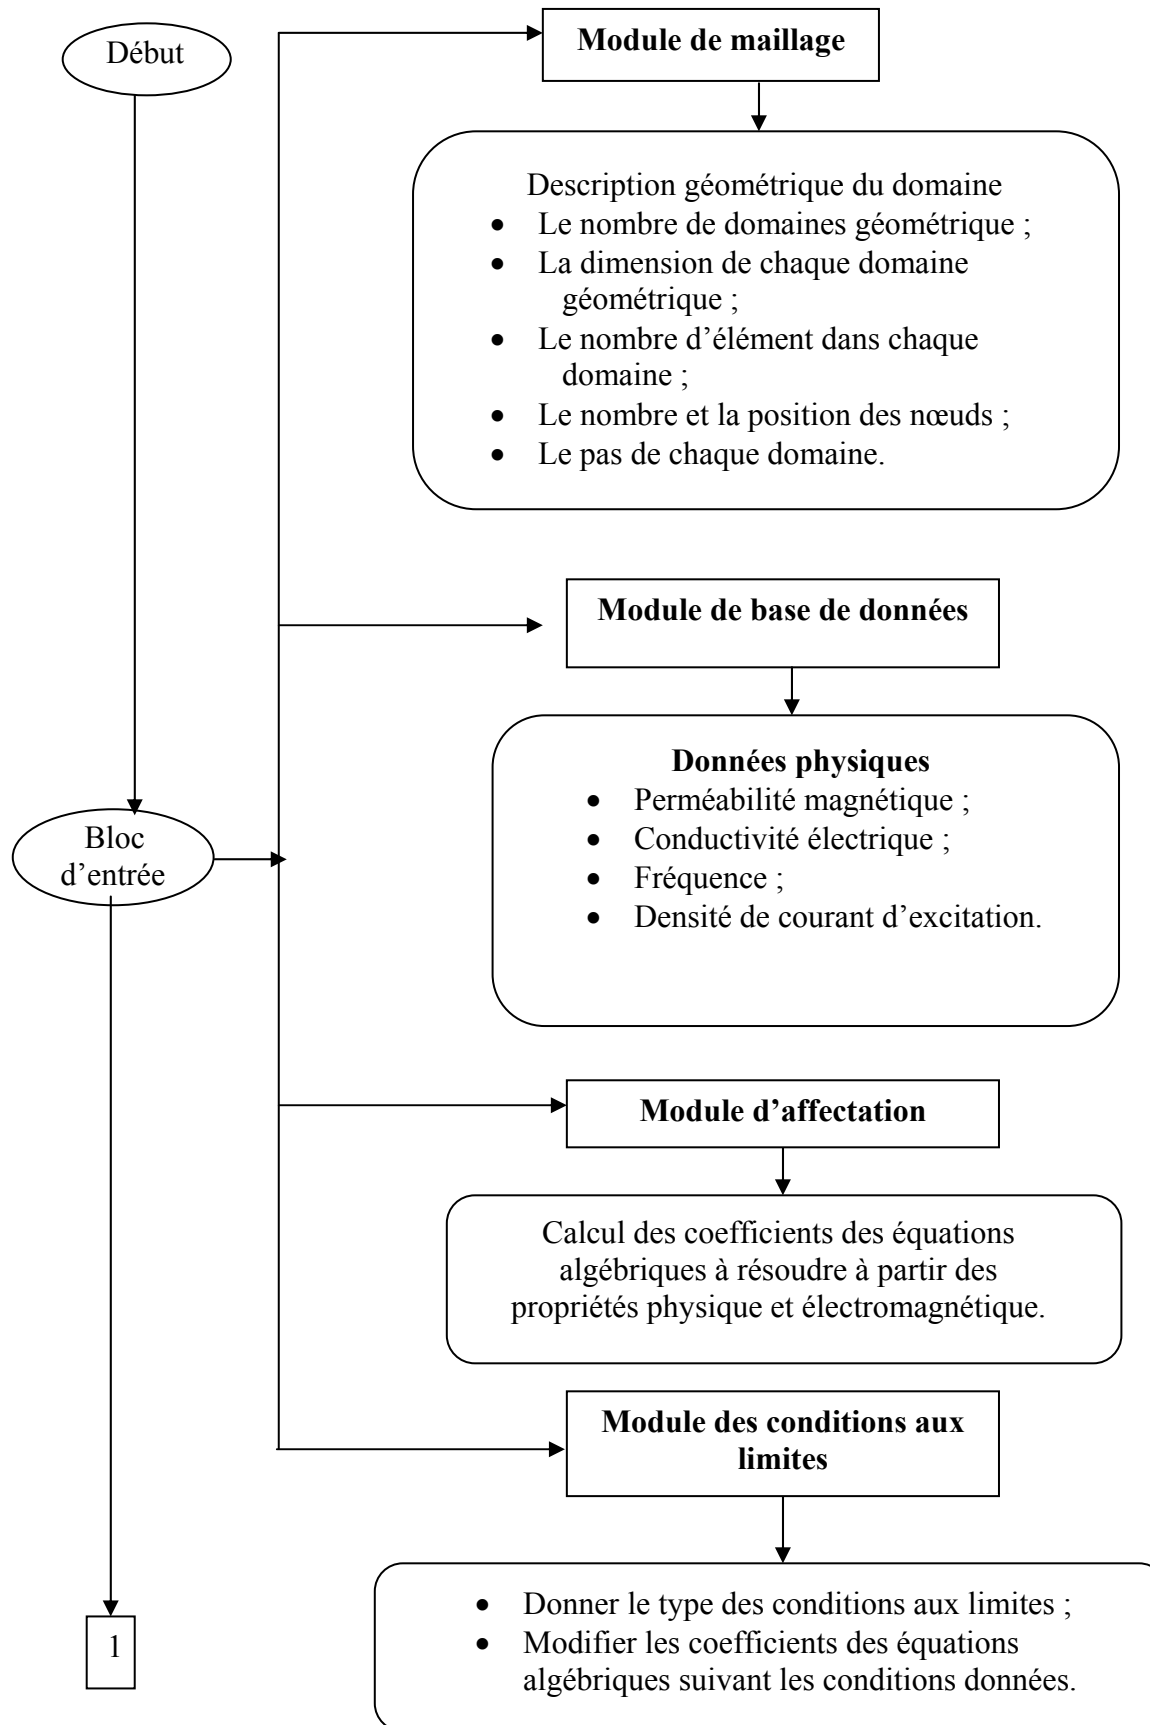 Début
Module de maillage
Description géométrique du domaine
• Le nombre de domaines géométrique ;
• La dimension de chaque domaine
géométrique ;
• Le nombre d’élément dans chaque
domaine ;
• Le nombre et la position des nœuds ;
• Le pas de chaque domaine.
Module de base de données
Données physiques
• Perméabilité magnétique ;
• Conductivité électrique ;
• Fréquence ;
• Densité de courant d’excitation.
Bloc
d’entrée
Module d’affectation
Calcul des coefficients des équations
algébriques à résoudre à partir des
propriétés physique et électromagnétique.
Module des conditions aux
limites
• Donner le type des conditions aux limites ;
• Modifier les coefficients des équations
algébriques suivant les conditions données.
1